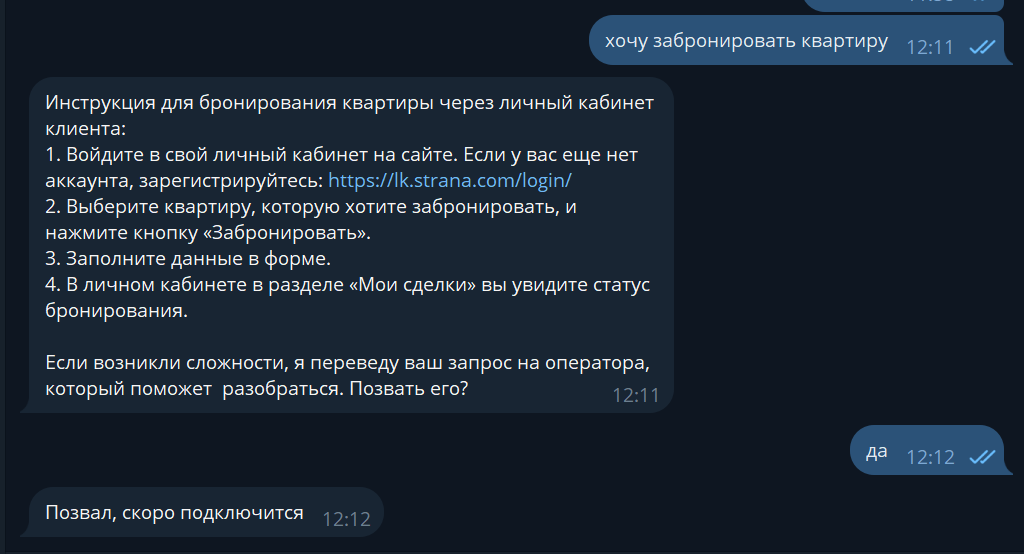 хочу забронировать квартиру 12:11
Инструкция для бронирования квартиры через личный кабинет
клиента:
1. Войдите в свой личный кабинет на сайте. Если у вас еще нет
аккаунта, зарегистрируйтесь: https://lk.strana.com/login/
2. Выберите квартиру, которую хотите забронировать, и
нажмите кнопку «Забронировать».
3. Заполните данные в форме.
4. В личном кабинете в разделе «Мои сделки» вы увидите статус
бронирования.
Если возникли сложности, я переведу ваш запрос на оператора,
который поможет  разобраться. Позвать его? 12:11
да 12:12
Позвал, скоро подключится 12:12